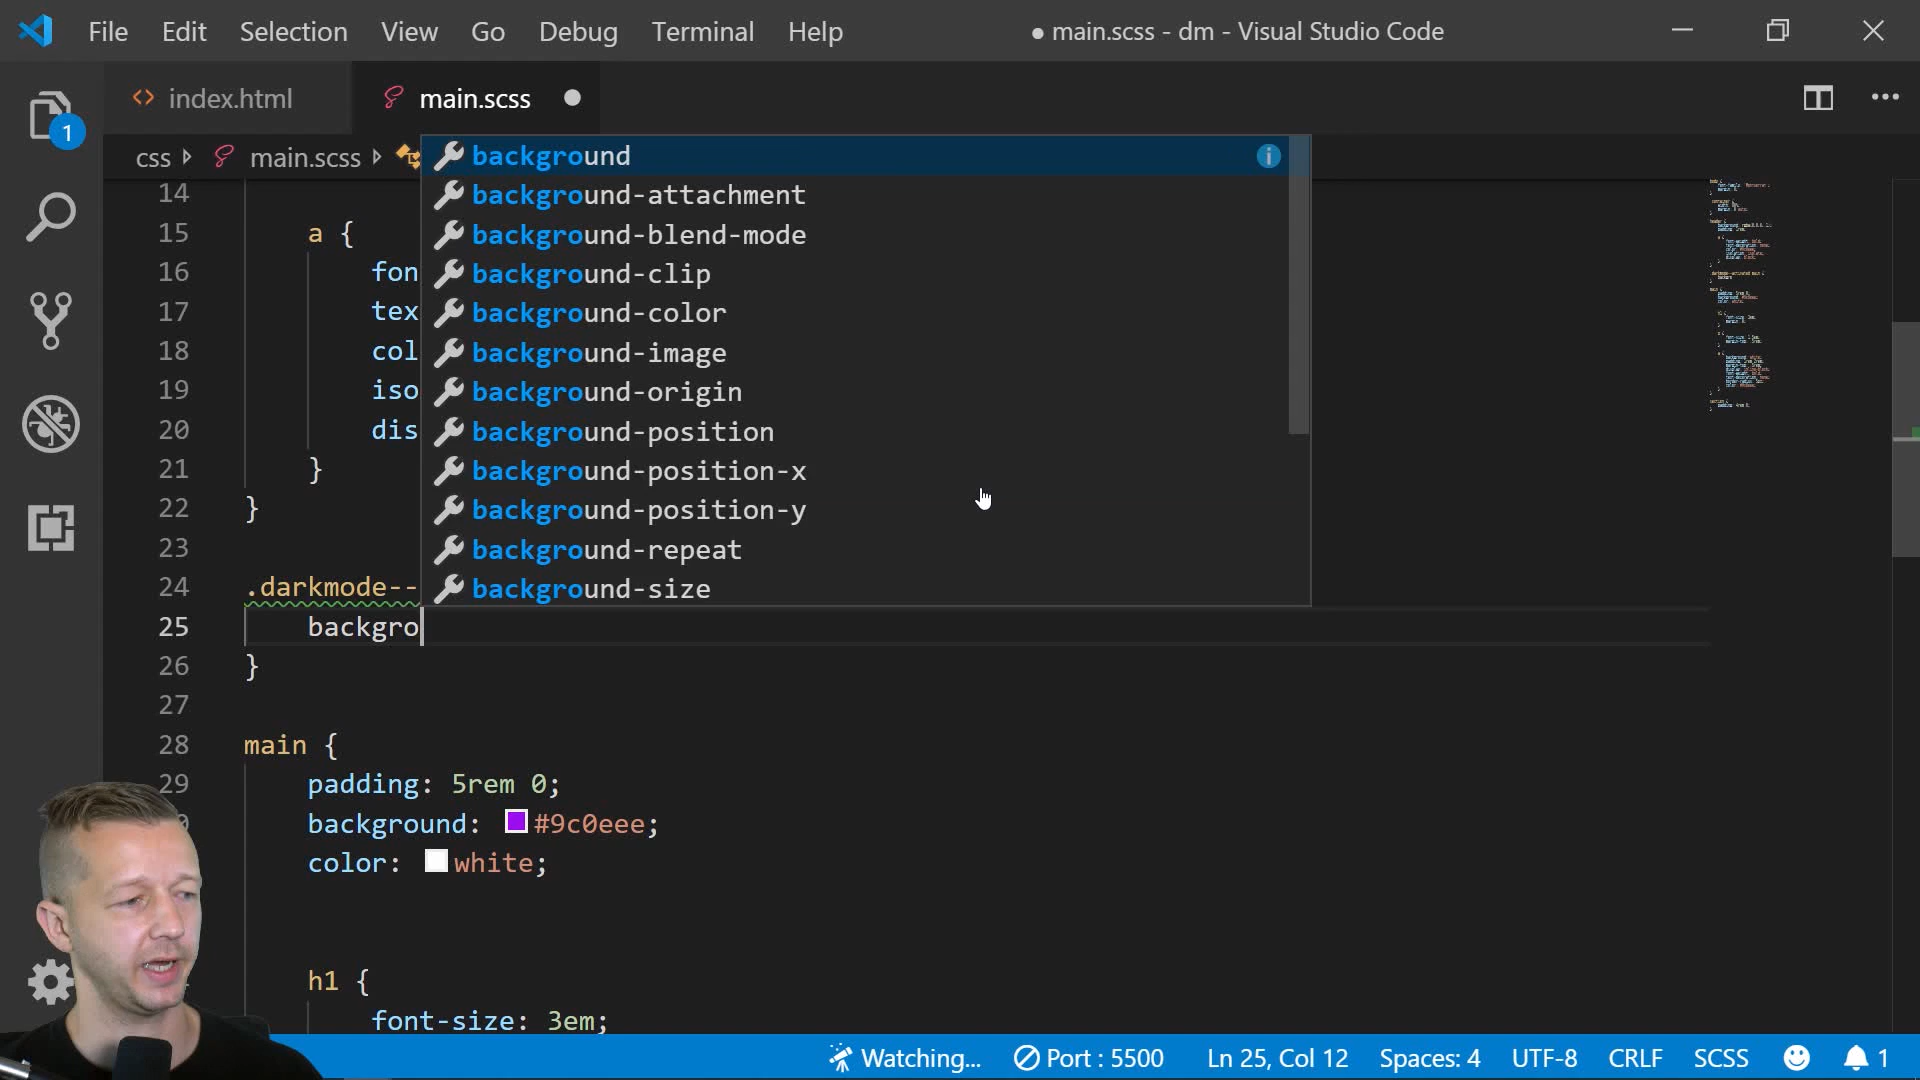 File Edit Selection View Go Debug Terminal Help
● main.scss - dm - Visual Studio Code
index.html
main.scss
css main.scss
1
14
15 a {
16 fon
17 tex
18 col
19 iso
20 dis
21 }
22 }
23
24 .darkmode--
25 backgro
26 }
27
28 main {
29 padding: 5rem 0;
background: #9c0eee;
color: white;
h1 {
font-size: 3em;
background
background-attachment
background-blend-mode
background-clip
background-color
background-image
background-origin
background-position
background-position-x
background-position-y
background-repeat
background-size
Watching... Port : 5500 Ln 25, Col 12 Spaces: 4 UTF-8 CRLF SCSS 1